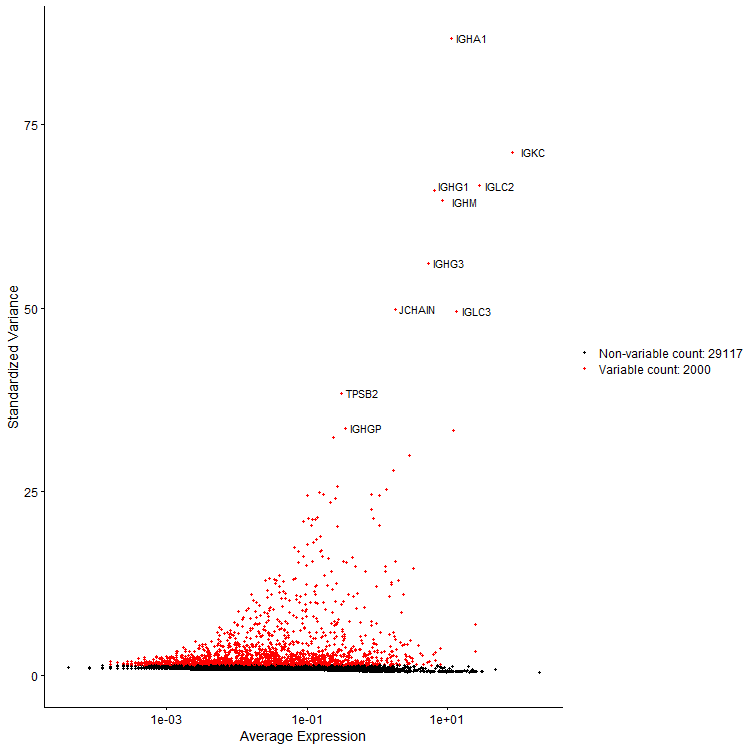 IGHA1
75
IGKC
IGHG1
IGLC2
IGHM
IGHG3
50
JCHAIN
IGLC3
Standardized Variance
Non-variable count: 29117
Variable count: 2000
TPSB2
IGHGP
25
0
1e-03
1e-01
1e+01
Average Expression